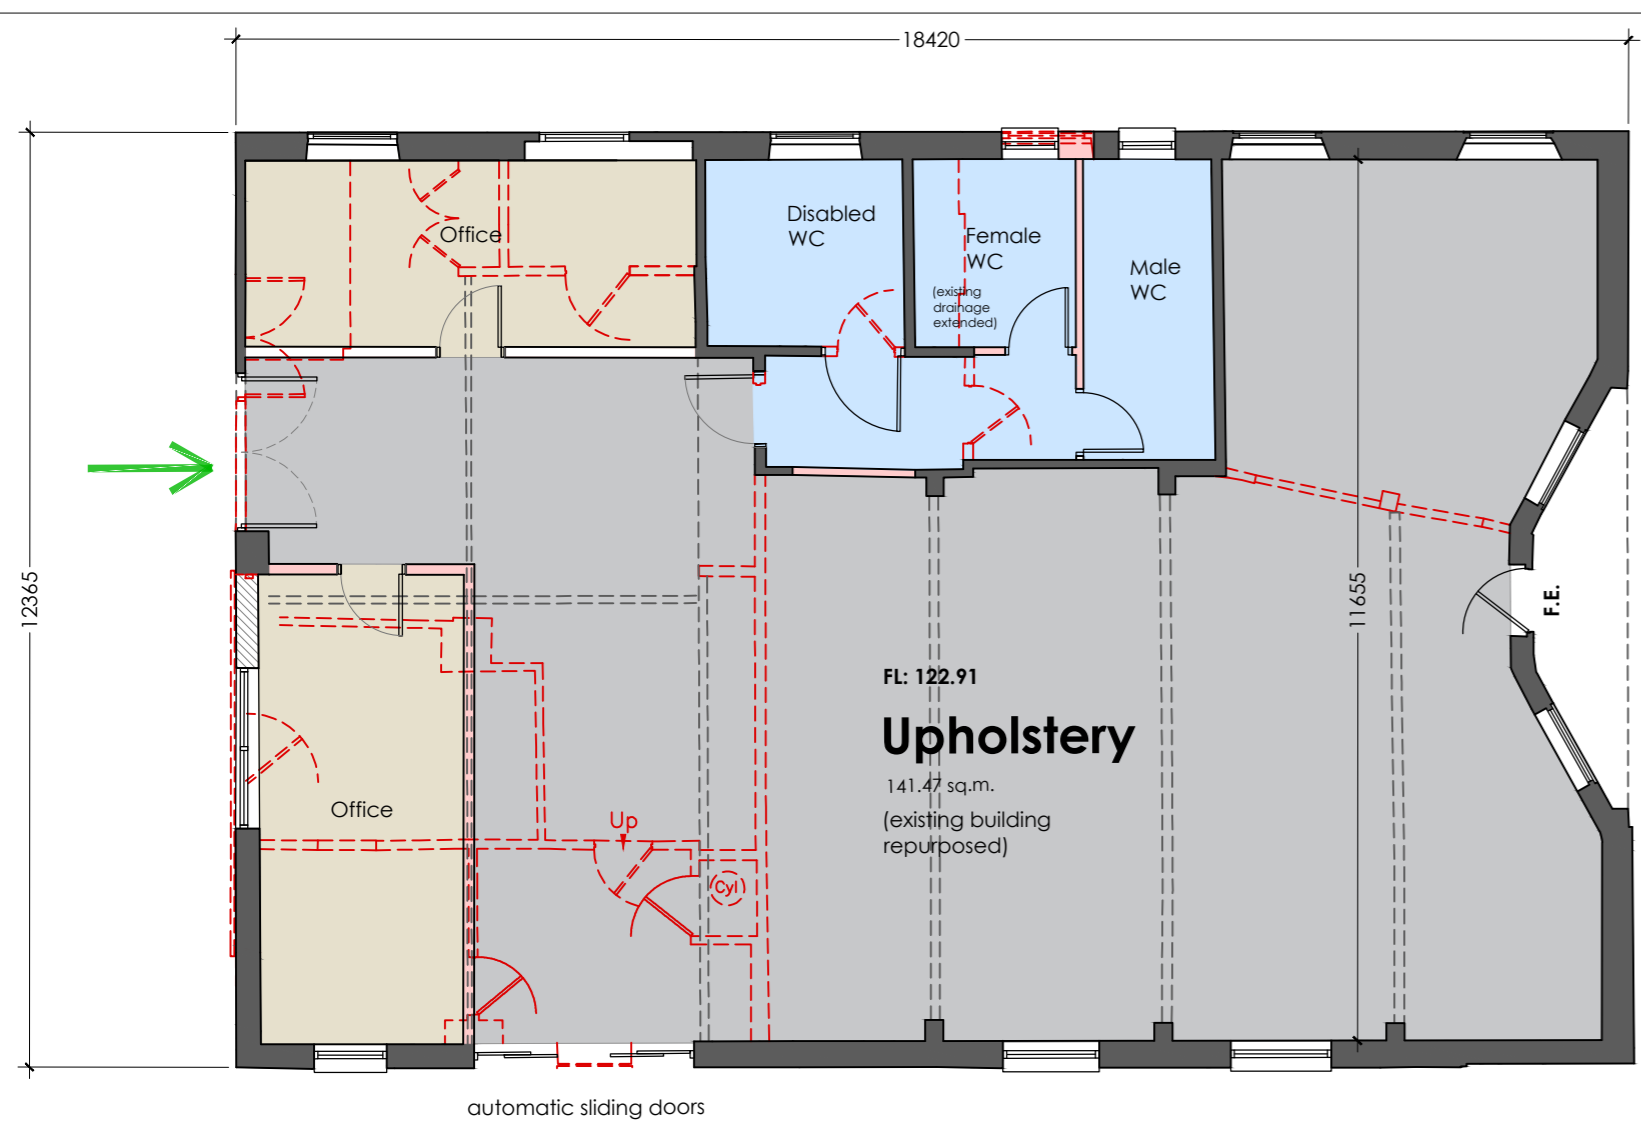 18420
12365
Office
Disabled
WC
Female
WC
(existing
drainage
extended)
Male
WC
11655
F.E.
FL: 122.91
Upholstery
141.47 sq.m.
(existing building
repurposed)
Office
Up
Cyl
automatic sliding doors